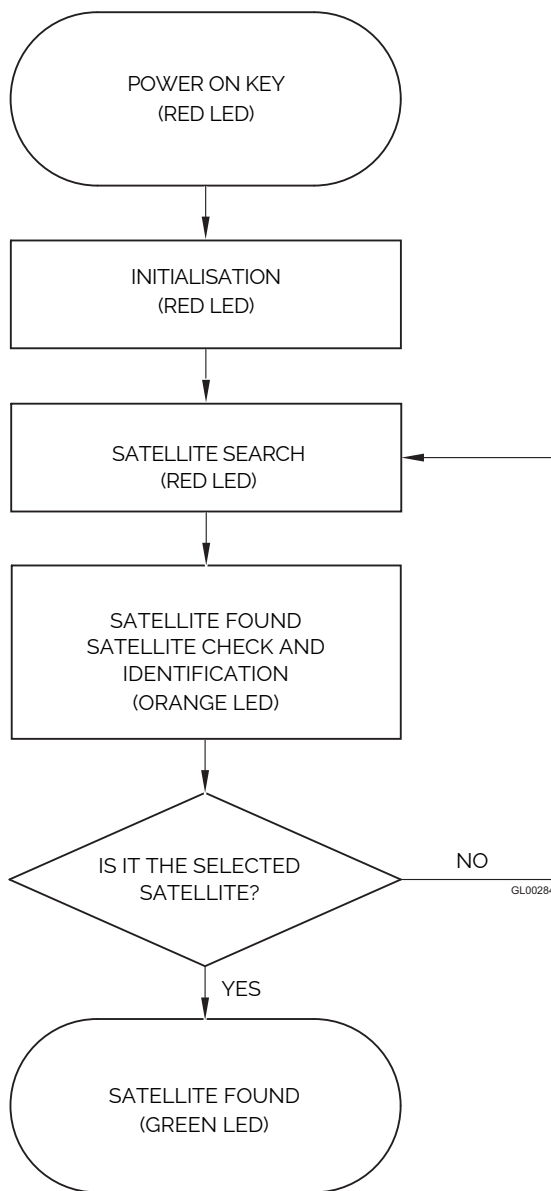 POWER ON KEY
(RED LED)
INITIALISATION
(RED LED)
SATELLITE SEARCH
(RED LED)
SATELLITE FOUND
SATELLITE CHECK AND
IDENTIFICATION
(ORANGE LED)
IS IT THE SELECTED
SATELLITE?
NO
GL00284
YES
SATELLITE FOUND
(GREEN LED)